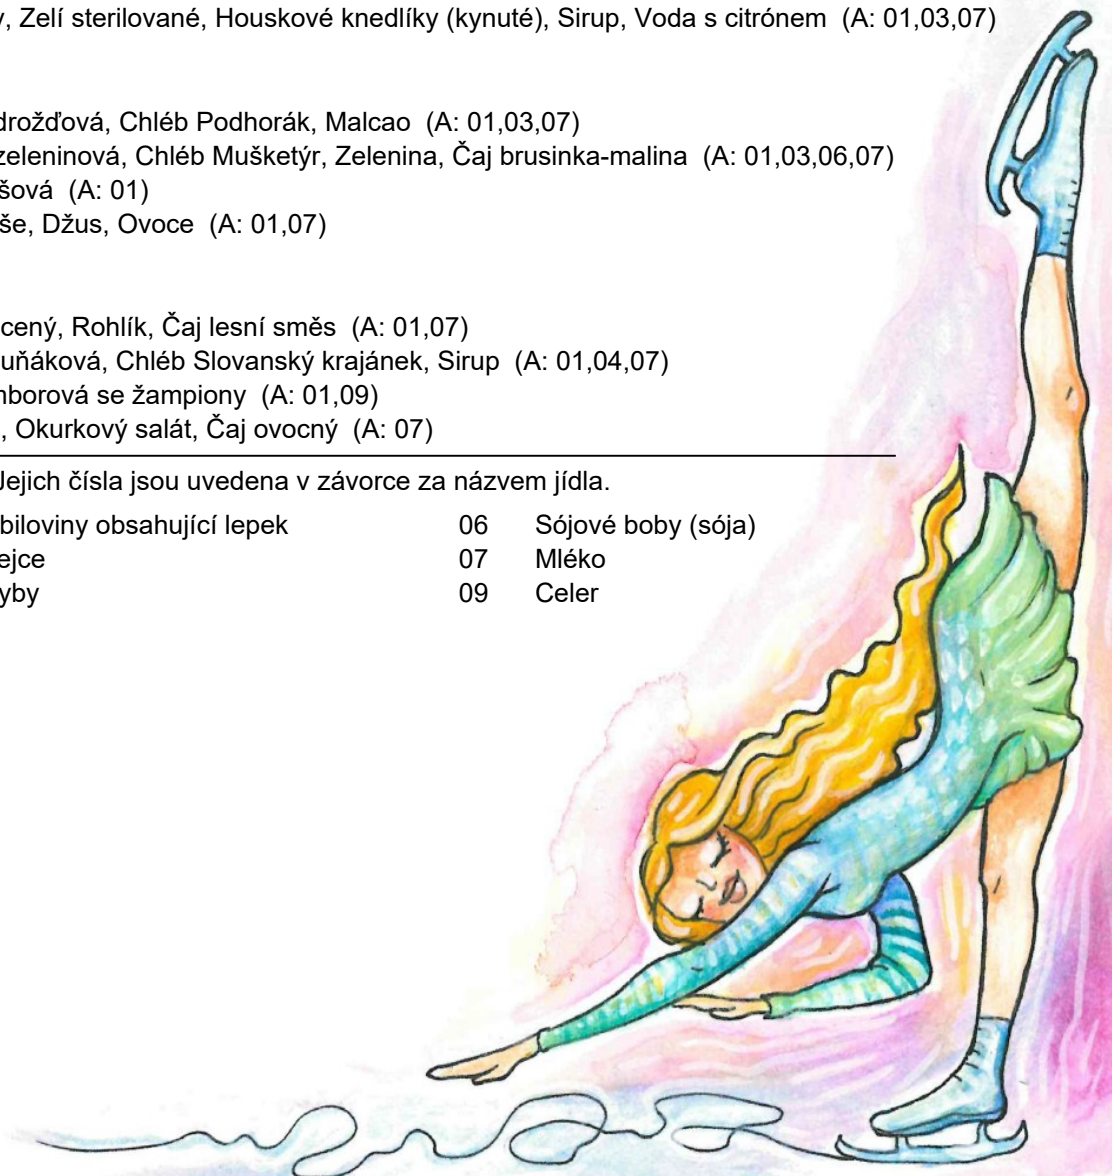 , Zelí sterilované, Houskové knedlíky (kynuté), Sirup, Voda s citrónem (A: 01,03,07)
drožďová, Chléb Podhorák, Malcao (A: 01,03,07)
zeleninová, Chléb Mušketýr, Zelenina, Čaj brusinka-malina (A: 01,03,06,07)
šová (A: 01)
še, Džus, Ovoce (A: 01,07)
cený, Rohlík, Čaj lesní směs (A: 01,07)
uňáková, Chléb Slovanský krajánek, Sirup (A: 01,04,07)
mborová se žampiony (A: 01,09)
, Okurkový salát, Čaj ovocný (A: 07)
Jejich čísla jsou uvedena v závorce za názvem jídla.
biloviny obsahující lepek 06 Sójové boby (sója)
ejce 07 Mléko
yby 09 Celer